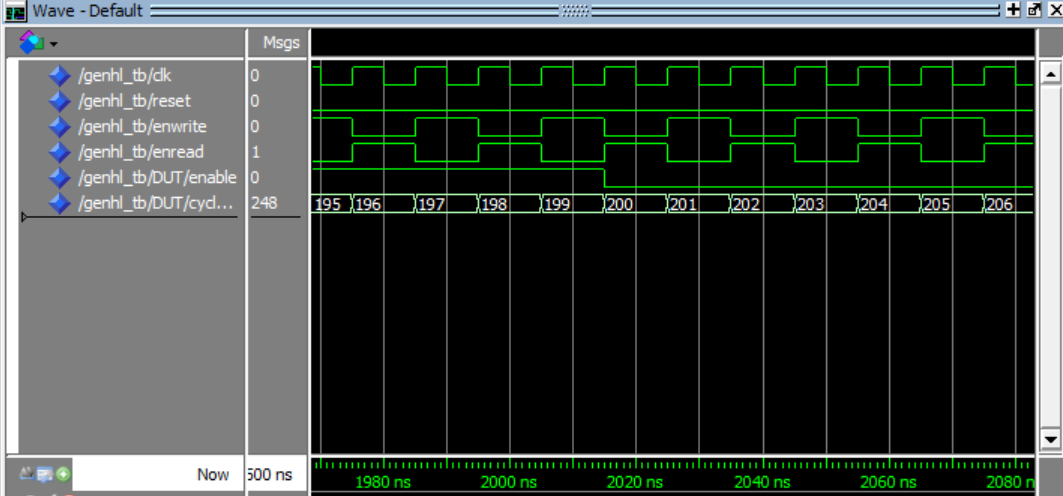 Wave - Default
Msgs
/genhl_tb/clk 0
/genhl_tb/reset 0
/genhl_tb/enwrite 0
/genhl_tb/enread 1
/genhl_tb/DUT/enable 0
/genhl_tb/DUT/cycl... 248 195 196 197 198 199 200 201 202 203 204 205 206
Now 500 ns
1980 ns 2000 ns 2020 ns 2040 ns 2060 ns 2080 n